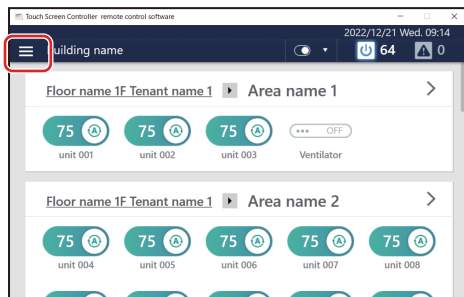 Touch Screen Controller remote control software
2022/12/21 Wed. 09:14
Building name
64
0
Floor name 1F Tenant name 1 Area name 1
75 A 75 A 75 A ••• OFF
unit 001 unit 002 unit 003 Ventilator
Floor name 1F Tenant name 1 Area name 2
75 A 75 A 75 A 75 A 75 A
unit 004 unit 005 unit 006 unit 007 unit 008